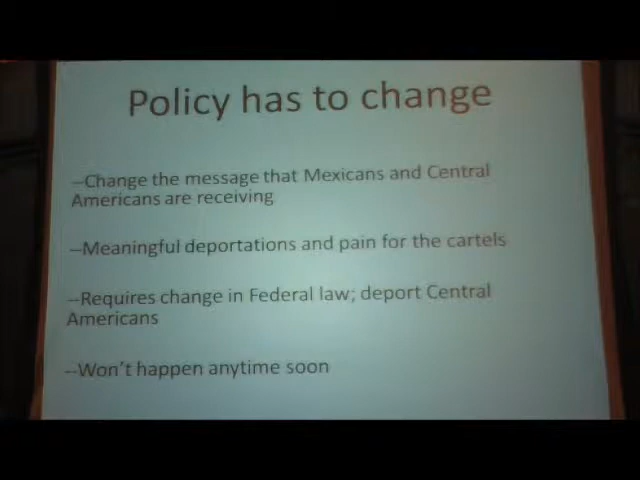 Policy has to change
--Change the message that Mexicans and Central
Americans are receiving
--Meaningful deportations and pain for the cartels
--Requires change in Federal law; deport Central
Americans
--Won't happen anytime soon